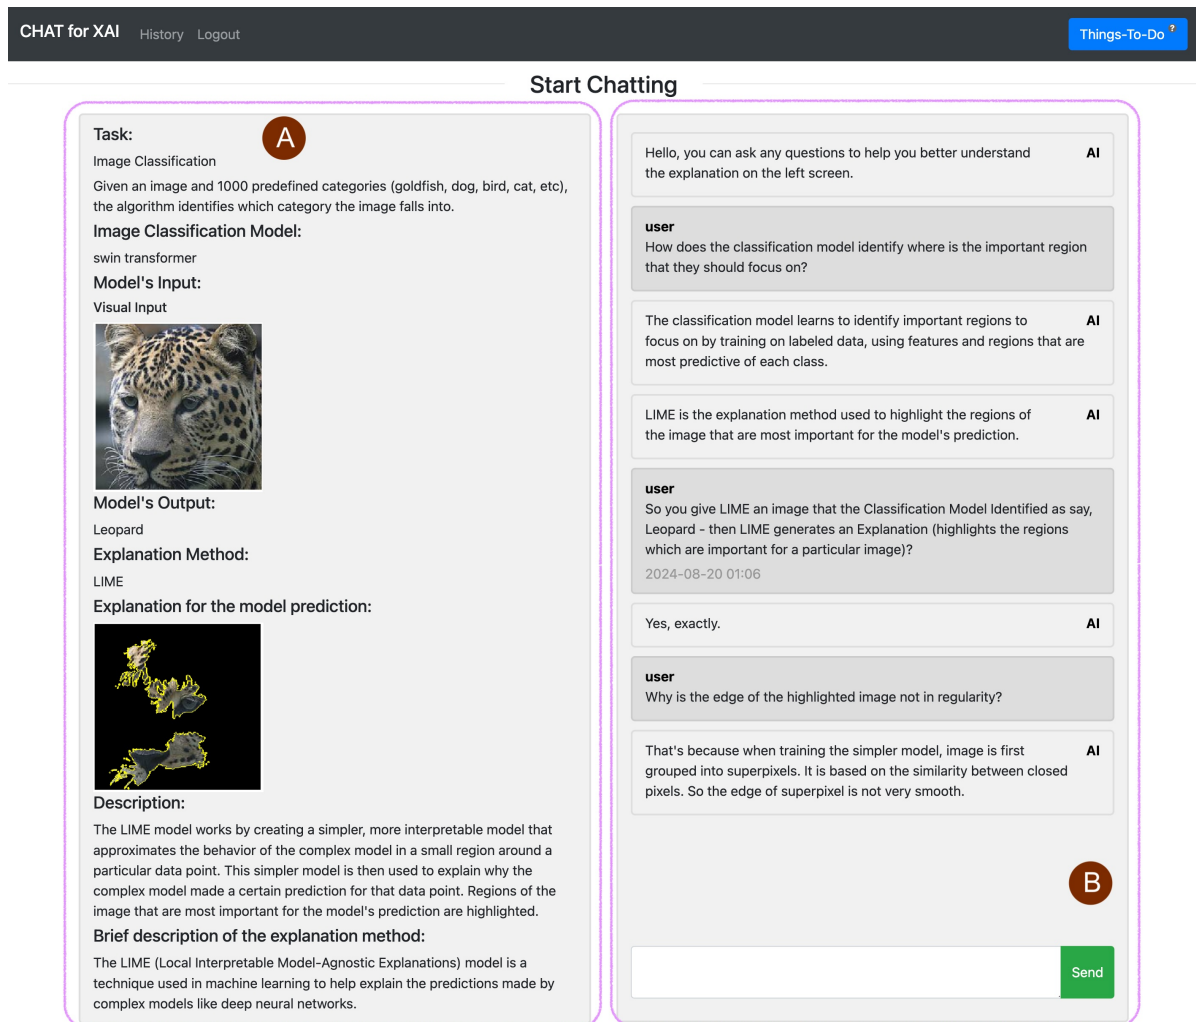 CHAT for XAI History Logout Things-To-Do ?
Start Chatting
A
Task:
Image Classification
Given an image and 1000 predefined categories (goldfish, dog, bird, cat, etc),
the algorithm identifies which category the image falls into.
Image Classification Model:
swin transformer
Model's Input:
Visual Input
Model's Output:
Leopard
Explanation Method:
LIME
Explanation for the model prediction:
Description:
The LIME model works by creating a simpler, more interpretable model that
approximates the behavior of the complex model in a small region around a
particular data point. This simpler model is then used to explain why the
complex model made a certain prediction for that data point. Regions of the
image that are most important for the model's prediction are highlighted.
Brief description of the explanation method:
The LIME (Local Interpretable Model-Agnostic Explanations) model is a
technique used in machine learning to help explain the predictions made by
complex models like deep neural networks.
Hello, you can ask any questions to help you better understand AI
the explanation on the left screen.
user
How does the classification model identify where is the important region
that they should focus on?
The classification model learns to identify important regions to AI
focus on by training on labeled data, using features and regions that are
most predictive of each class.
LIME is the explanation method used to highlight the regions of AI
the image that are most important for the model's prediction.
user
So you give LIME an image that the Classification Model Identified as say,
Leopard - then LIME generates an Explanation (highlights the regions
which are important for a particular image)?
2024-08-20 01:06
Yes, exactly. AI
user
Why is the edge of the highlighted image not in regularity?
That's because when training the simpler model, image is first AI
grouped into superpixels. It is based on the similarity between closed
pixels. So the edge of superpixel is not very smooth.
B
Send